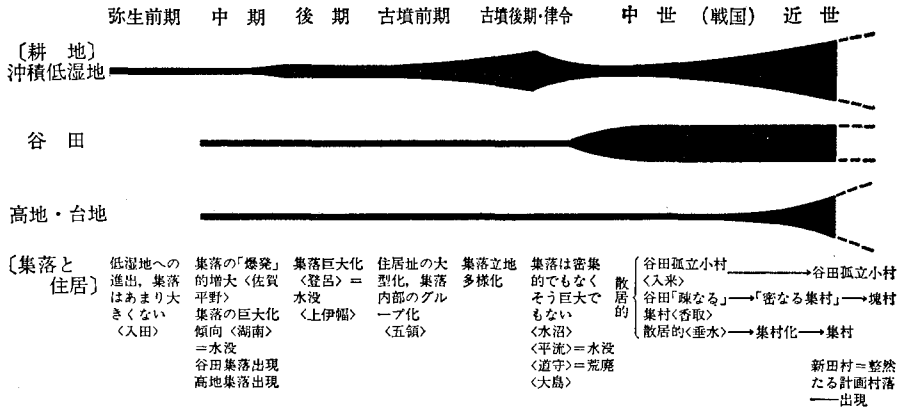 弥生前期　中期　後期　古墳前期　古墳後期・律令　中世（戦国）近世
〔耕地〕
沖積低湿地
谷田
高地・台地
〔集落と
住居〕
低湿地への
進出，集落
はあまり大
きくない
〈入田〉
集落の「爆発」
的増大〈佐賀
平野〉
集落の巨大化
傾向〈湖南〉
＝水没
谷田集落出現
高地集落出現
集落巨大化
〈登呂〉＝
水没
〈上伊幅〉
住居址の大
型化，集落
内部のグル
ープ化
〈五領〉
集落立地
多様化
集落は密集
的でもなく
そう巨大で
もない
〈水沼〉
〈平流〉＝水没
〈道守〉＝荒廃
〈大島〉
散居的
谷田孤立小村→谷田孤立小村
〈入来〉
谷田「疎なる→「密なる集村」→塊村
集村〈香取〉
散居的〈垂水〉→集村化→集村
新田村＝整然
たる計画村落
──出現